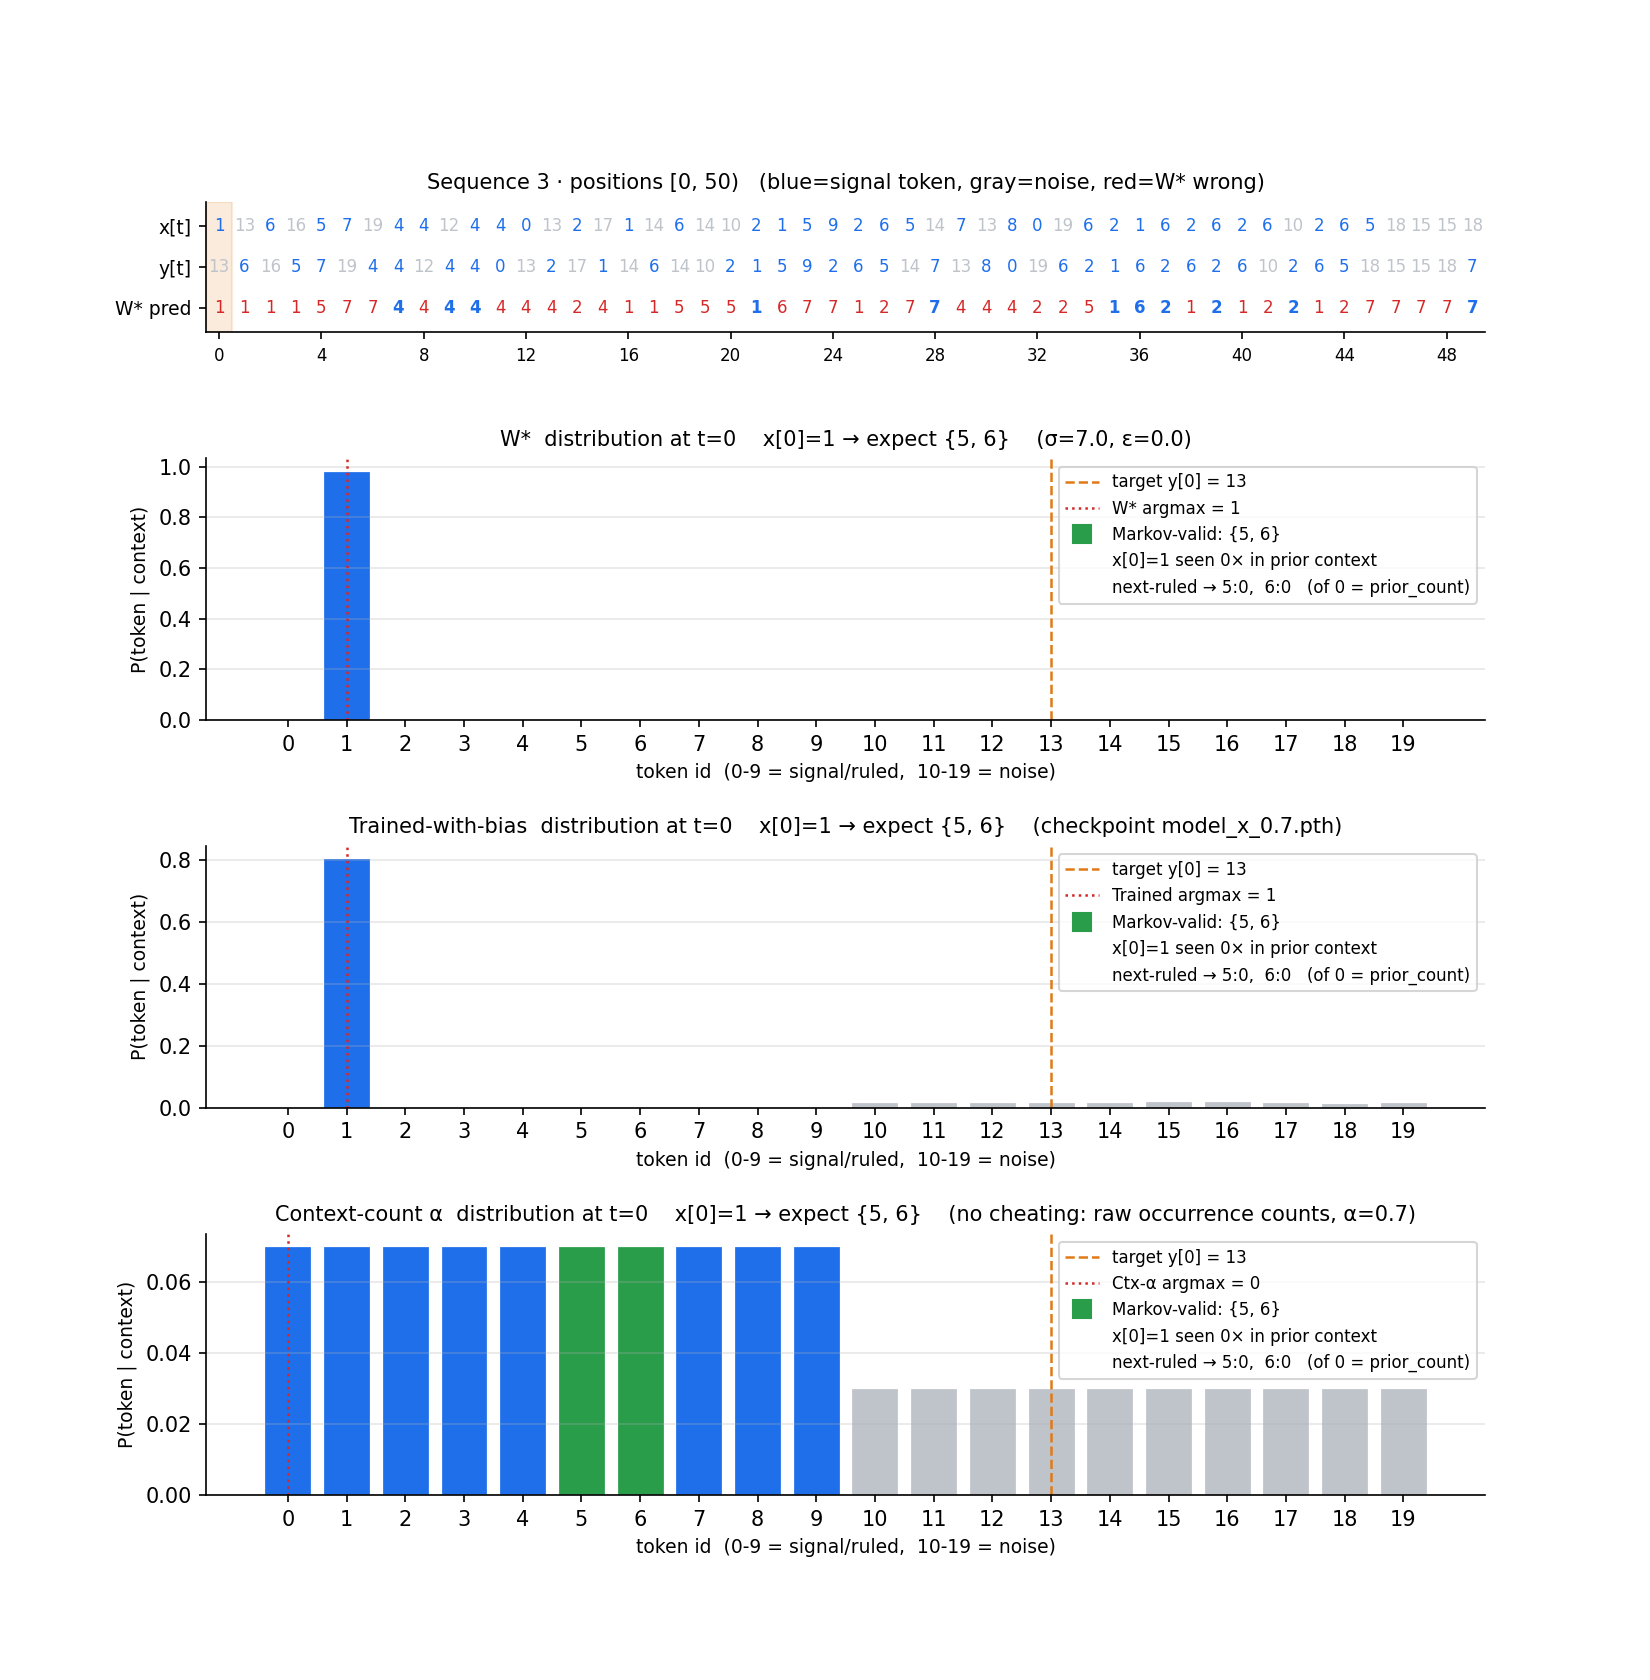 Sequence 3 · positions [0, 50) (blue=signal token, gray=noise, red=W* wrong)
x[t] 1 13 6 16 5 7 19 4 4 12 4 4 0 13 2 17 1 14 6 14 10 2 1 5 9 2 6 5 14 7 13 8 0 19 6 2 1 6 2 6 2 6 10 2 6 5 18 15 15 18
y[t] 13 6 16 5 7 19 4 4 12 4 4 0 13 2 17 1 14 6 14 10 2 1 5 9 2 6 5 14 7 13 8 0 19 6 2 1 6 2 6 2 6 10 2 6 5 18 15 15 18 7
W* pred 1 1 1 1 5 7 7 4 4 4 4 4 4 4 2 4 1 1 5 5 5 1 6 7 7 1 2 7 7 4 4 4 2 2 5 1 6 2 1 2 1 2 2 1 2 7 7 7 7 7
0 4 8 12 16 20 24 28 32 36 40 44 48
W* distribution at t=0 x[0]=1 → expect {5, 6} (σ=7.0, ε=0.0)
P(token | context)
1.0
0.8
0.6
0.4
0.2
0.0
target y[0] = 13
W* argmax = 1
Markov-valid: {5, 6}
x[0]=1 seen 0× in prior context
next-ruled → 5:0, 6:0 (of 0 = prior_count)
0 1 2 3 4 5 6 7 8 9 10 11 12 13 14 15 16 17 18 19
token id (0-9 = signal/ruled, 10-19 = noise)
Trained-with-bias distribution at t=0 x[0]=1 → expect {5, 6} (checkpoint model_x_0.7.pth)
P(token | context)
0.8
0.6
0.4
0.2
0.0
target y[0] = 13
Trained argmax = 1
Markov-valid: {5, 6}
x[0]=1 seen 0× in prior context
next-ruled → 5:0, 6:0 (of 0 = prior_count)
0 1 2 3 4 5 6 7 8 9 10 11 12 13 14 15 16 17 18 19
token id (0-9 = signal/ruled, 10-19 = noise)
Context-count α distribution at t=0 x[0]=1 → expect {5, 6} (no cheating: raw occurrence counts, α=0.7)
P(token | context)
0.06
0.04
0.02
0.00
target y[0] = 13
Ctx-α argmax = 0
Markov-valid: {5, 6}
x[0]=1 seen 0× in prior context
next-ruled → 5:0, 6:0 (of 0 = prior_count)
0 1 2 3 4 5 6 7 8 9 10 11 12 13 14 15 16 17 18 19
token id (0-9 = signal/ruled, 10-19 = noise)